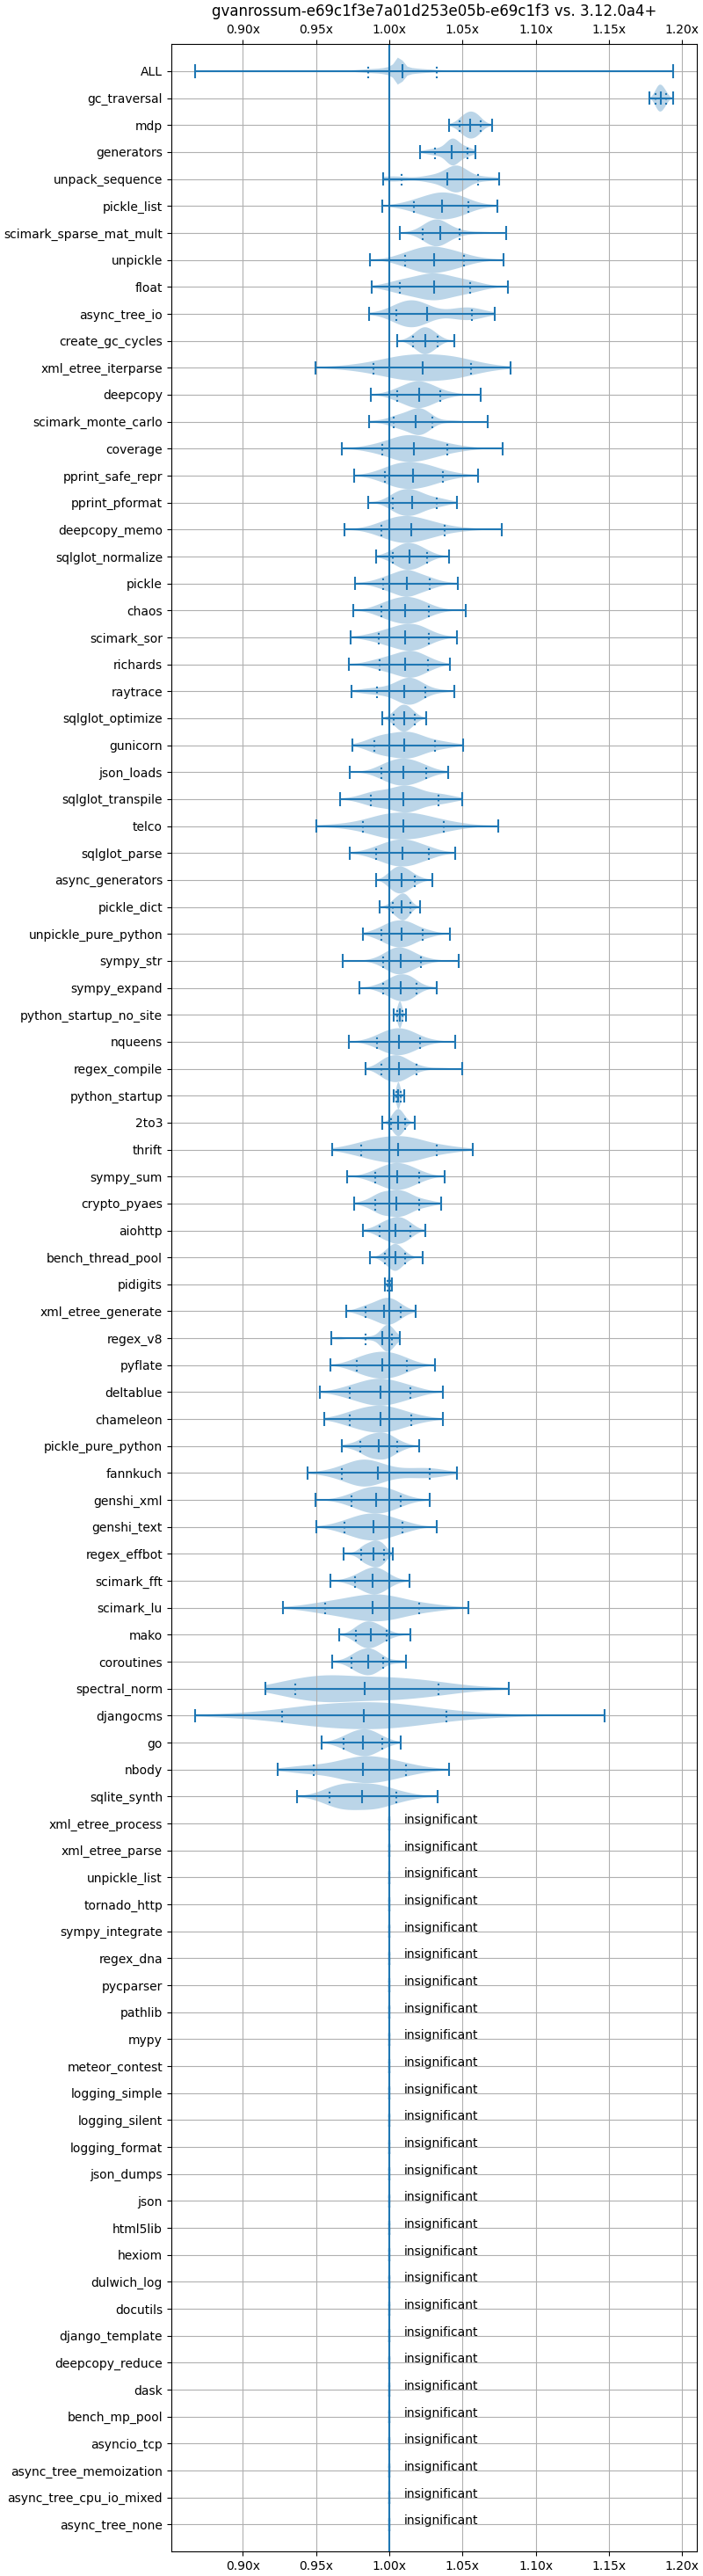 gvanrossum-e69c1f3e7a01d253e05b-e69c1f3 vs. 3.12.0a4+
0.90x 0.95x 1.00x 1.05x 1.10x 1.15x 1.20x
ALL
gc_traversal
mdp
generators
unpack_sequence
pickle_list
scimark_sparse_mat_mult
unpickle
float
async_tree_io
create_gc_cycles
xml_etree_iterparse
deepcopy
scimark_monte_carlo
coverage
pprint_safe_repr
pprint_pformat
deepcopy_memo
sqlglot_normalize
pickle
chaos
scimark_sor
richards
raytrace
sqlglot_optimize
gunicorn
json_loads
sqlglot_transpile
telco
sqlglot_parse
async_generators
pickle_dict
unpickle_pure_python
sympy_str
sympy_expand
python_startup_no_site
nqueens
regex_compile
python_startup
2to3
thrift
sympy_sum
crypto_pyaes
aiohttp
bench_thread_pool
pidigits
xml_etree_generate
regex_v8
pyflate
deltablue
chameleon
pickle_pure_python
fannkuch
genshi_xml
genshi_text
regex_effbot
scimark_fft
scimark_lu
mako
coroutines
spectral_norm
djangocms
go
nbody
sqlite_synth
xml_etree_process insignificant
xml_etree_parse insignificant
unpickle_list insignificant
tornado_http insignificant
sympy_integrate insignificant
regex_dna insignificant
pycparser insignificant
pathlib insignificant
mypy insignificant
meteor_contest insignificant
logging_simple insignificant
logging_silent insignificant
logging_format insignificant
json_dumps insignificant
json insignificant
html5lib insignificant
hexiom insignificant
dulwich_log insignificant
docutils insignificant
django_template insignificant
deepcopy_reduce insignificant
dask insignificant
bench_mp_pool insignificant
asyncio_tcp insignificant
async_tree_memoization insignificant
async_tree_cpu_io_mixed insignificant
async_tree_none insignificant
0.90x 0.95x 1.00x 1.05x 1.10x 1.15x 1.20x